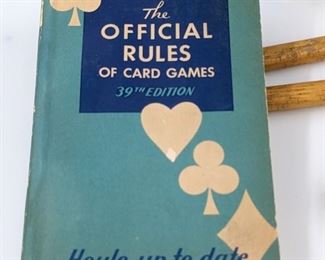 The
OFFICIAL
RULES
OF CARD GAMES
39TH EDITION
Hoyle up-to-date